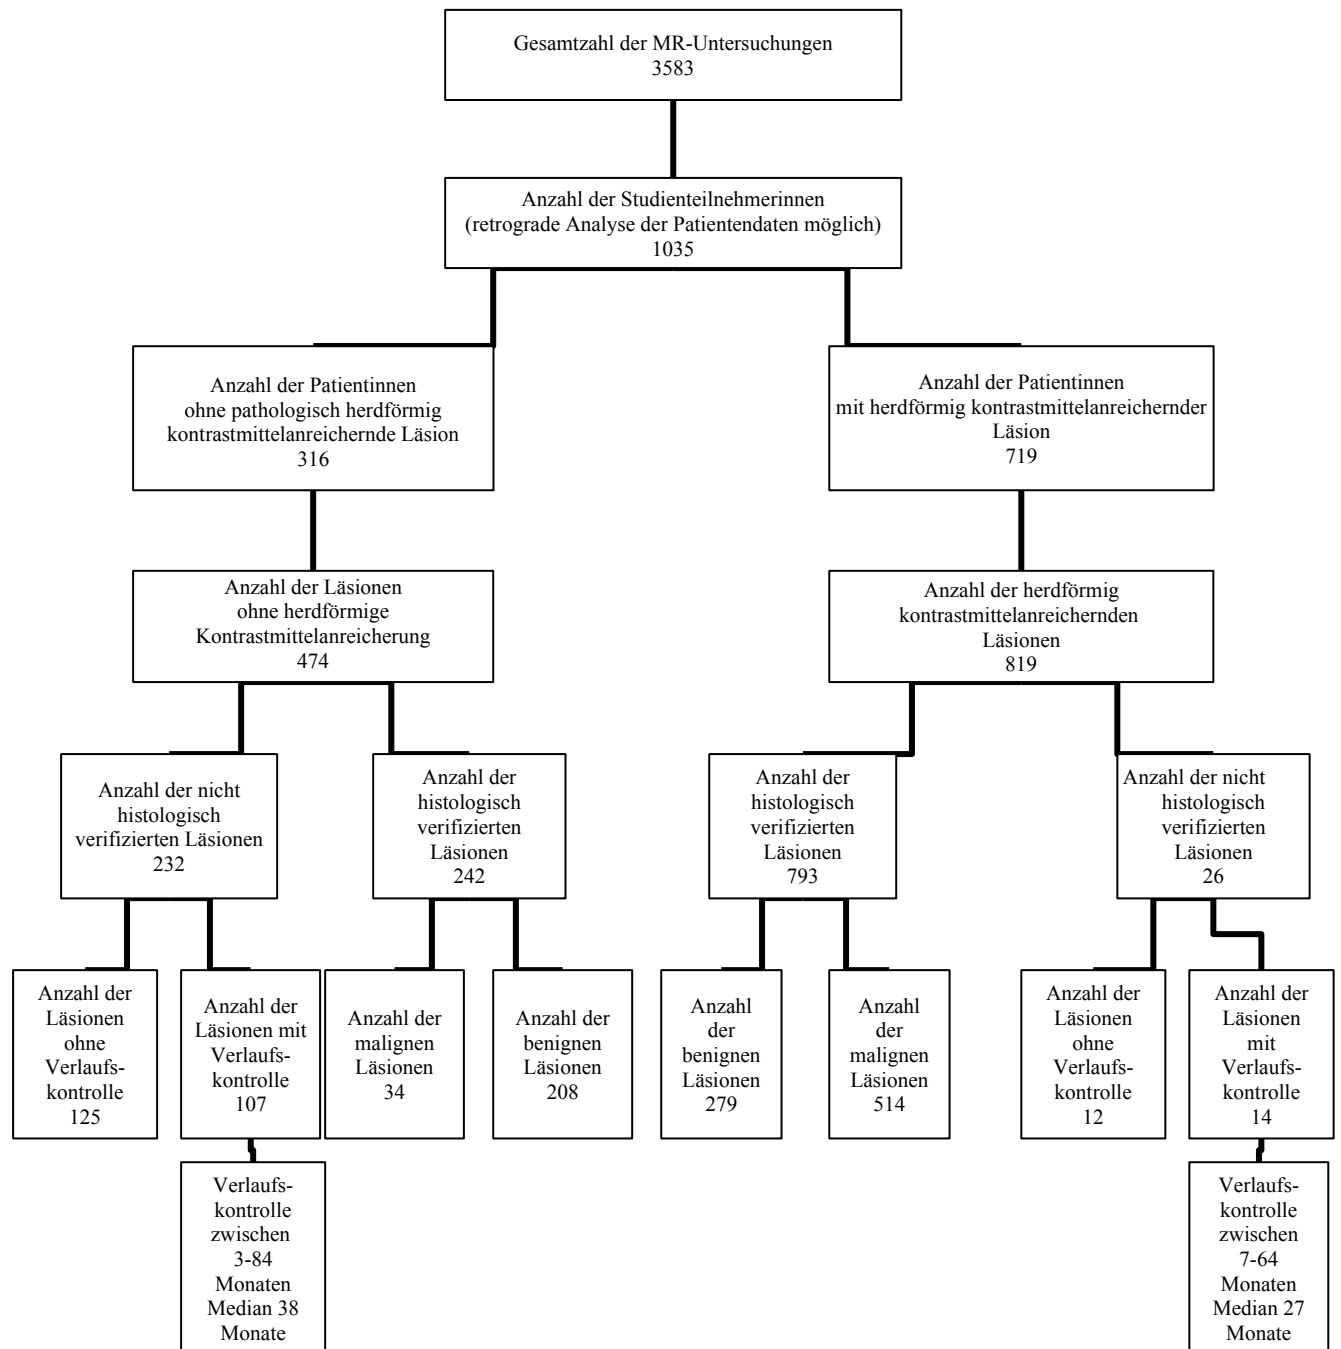 Gesamtzahl der MR-Untersuchungen
3583
Anzahl der Studienteilnehmerinnen
(retrograde Analyse der Patientendaten möglich)
1035
Anzahl der Patientinnen
ohne pathologisch herdförmig
kontrastmittelanreichernde Läsion
316
Anzahl der Patientinnen
mit herdförmig kontrastmittelanreichernder
Läsion
719
Anzahl der Läsionen
ohne herdförmige
Kontrastmittelanreicherung
474
Anzahl der herdförmig
kontrastmittelanreichernden
Läsionen
819
Anzahl der nicht
histologisch
verifizierten Läsionen
232
Anzahl der
histologisch
verifizierten
Läsionen
242
Anzahl der
histologisch
verifizierten
Läsionen
793
Anzahl der nicht
histologisch
verifizierten
Läsionen
26
Anzahl der
Läsionen
ohne
Verlaufs-
kontrolle
125
Anzahl der
Läsionen mit
Verlaufs-
kontrolle
107
Anzahl der
malignen
Läsionen
34
Anzahl der
benignen
Läsionen
208
Anzahl
der
benignen
Läsionen
279
Anzahl
der
malignen
Läsionen
514
Anzahl der
Läsionen
ohne
Verlaufs-
kontrolle
12
Anzahl der
Läsionen
mit
Verlaufs-
kontrolle
14
Verlaufs-
kontrolle
zwischen
3-84
Monaten
Median 38
Monate
Verlaufs-
kontrolle
zwischen
7-64
Monaten
Median 27
Monate